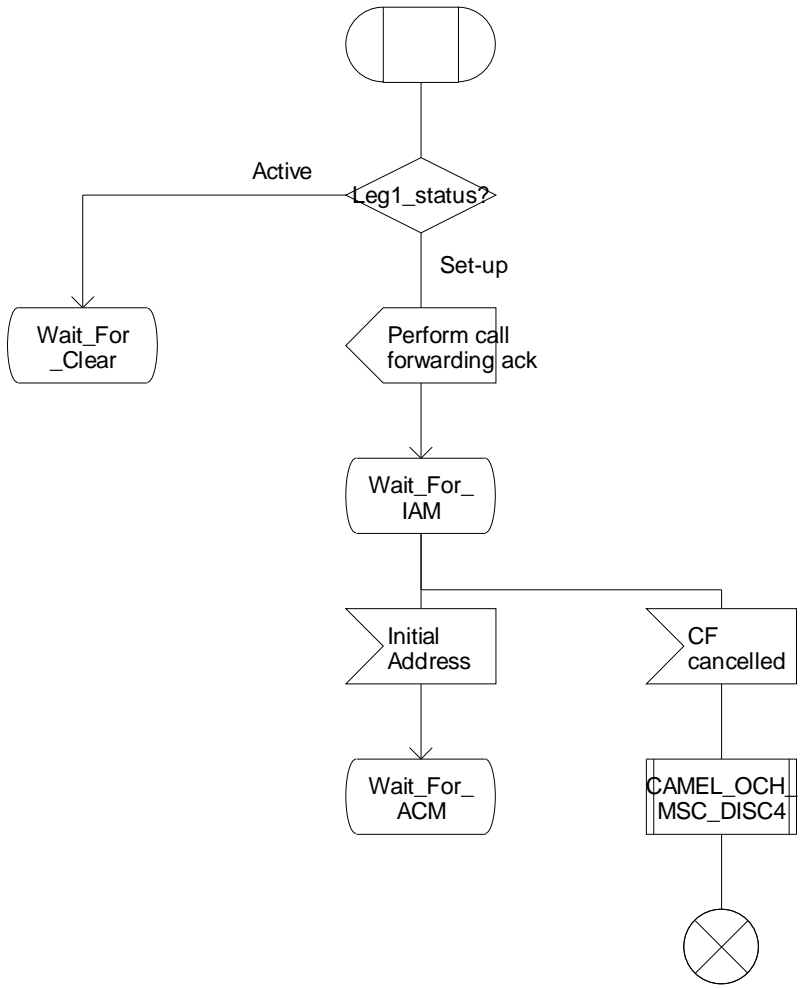 Active
Leg1_status?
Set-up
Wait_For
_Clear
Perform call
forwarding ack
Wait_For_
IAM
Initial
Address
CF
cancelled
Wait_For_
ACM
CAMEL_OCH_
MSC_DISC4